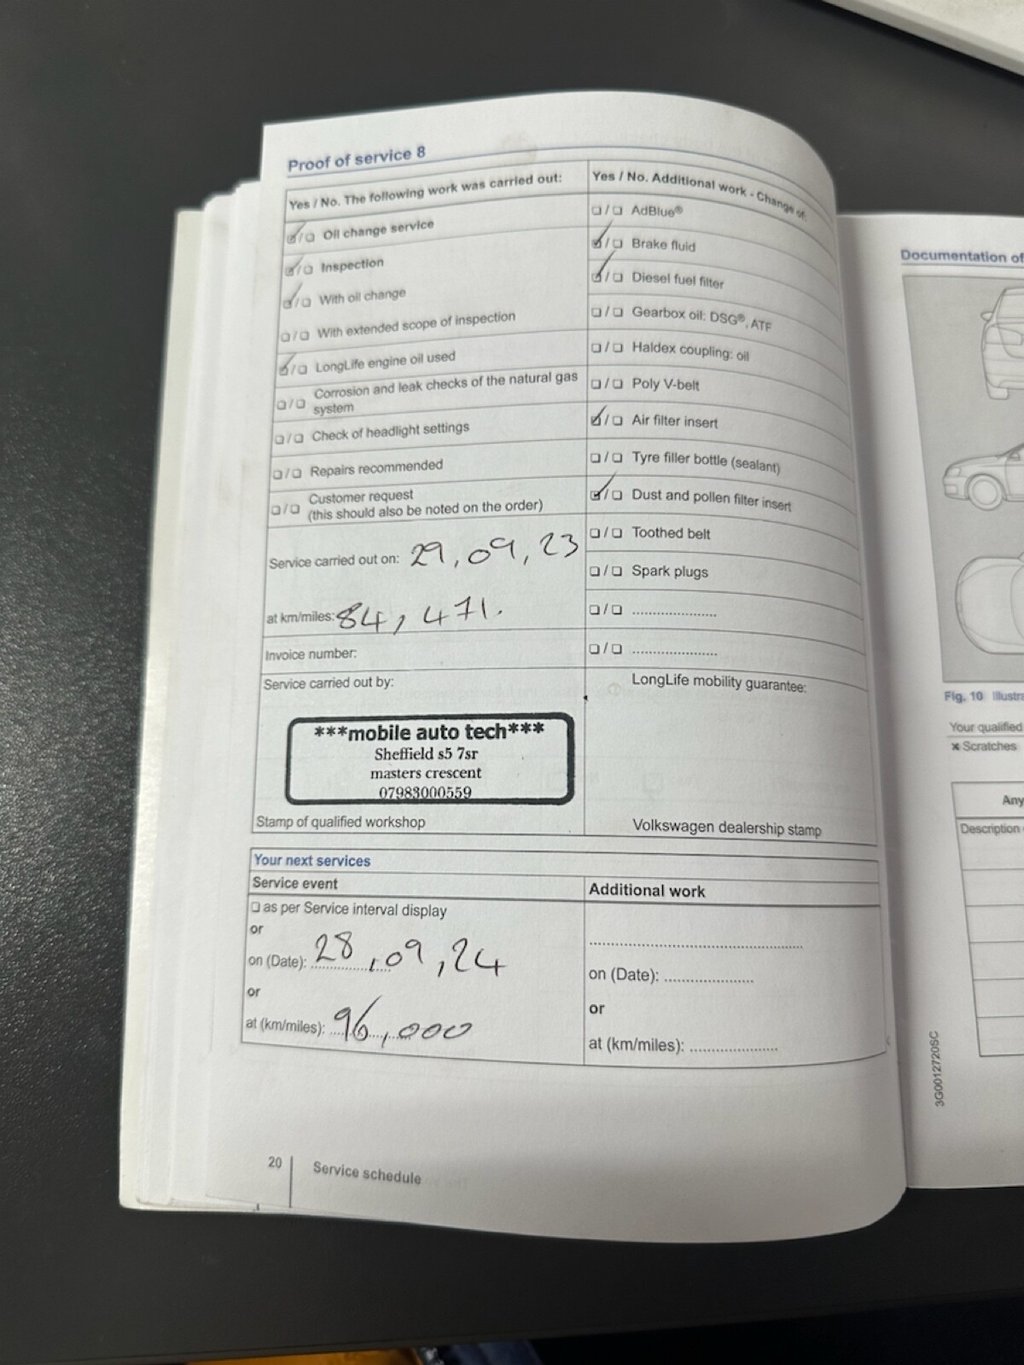 Proof of service 8
Yes / No. The following work was carried out:
☑/☐ Oil change service
☑/☐ Inspection
☑/☐ With oil change
☐/☐ With extended scope of inspection
☑/☐ LongLife engine oil used
☐/☐ Corrosion and leak checks of the natural gas
system
☐/☐ Check of headlight settings
☐/☐ Repairs recommended
☐/☐ Customer request
(this should also be noted on the order)
Service carried out on: 29,09,23
at km/miles: 84,471.
Invoice number:
Service carried out by:
***mobile auto tech***
Sheffield s5 7sr
masters crescent
07983000559
Stamp of qualified workshop
Yes / No. Additional work - Change of:
☐/☐ AdBlue®
☑/☐ Brake fluid
☑/☐ Diesel fuel filter
☐/☐ Gearbox oil: DSG®, ATF
☐/☐ Haldex coupling: oil
☐/☐ Poly V-belt
☑/☐ Air filter insert
☐/☐ Tyre filler bottle (sealant)
☑/☐ Dust and pollen filter insert
☐/☐ Toothed belt
☐/☐ Spark plugs
☐/☐ .....................
☐/☐ .....................
LongLife mobility guarantee:
Volkswagen dealership stamp
Your next services
Service event
☐ as per Service interval display
or
on (Date): 28,09,24
or
at (km/miles): 96,000
Additional work
.....................
on (Date): .....................
or
at (km/miles): .....................
20
Service schedule
Documentation of
Fig. 10 Illustra
Your qualified
× Scratches
Any
Description
3G0012720SC